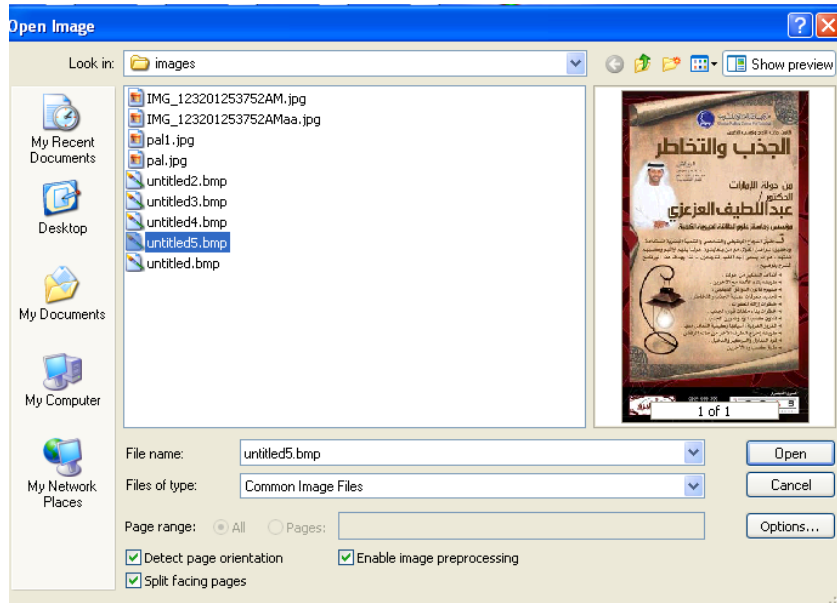 Open Image
Look in:
images
Show preview
IMG_123201253752AM.jpg
IMG_123201253752AMaa.jpg
pal1.jpg
pal.jpg
untitled2.bmp
untitled3.bmp
untitled4.bmp
untitled5.bmp
untitled.bmp
My Recent
Documents
Desktop
My Documents
My Computer
My Network
Places
الجذب والتخاطر
من دولة الإمارات
الدكتور /
عبداللطيف العزعزي
1 of 1
File name:
untitled5.bmp
Open
Files of type:
Common Image Files
Cancel
Page range:
All
Pages:
Options...
Detect page orientation
Enable image preprocessing
Split facing pages